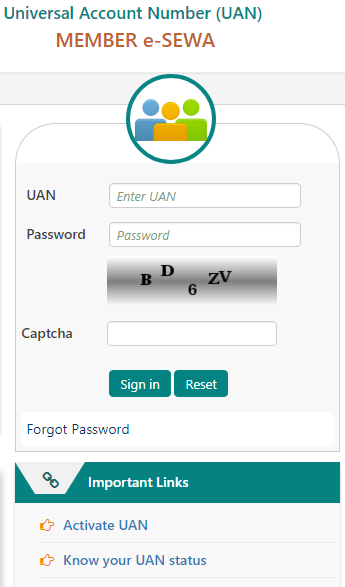 Universal Account Number (UAN)
MEMBER e-SEWA
UAN Enter UAN
Password Password
B D 6 ZV
Captcha
Sign in Reset
Forgot Password
Important Links
Activate UAN
Know your UAN status